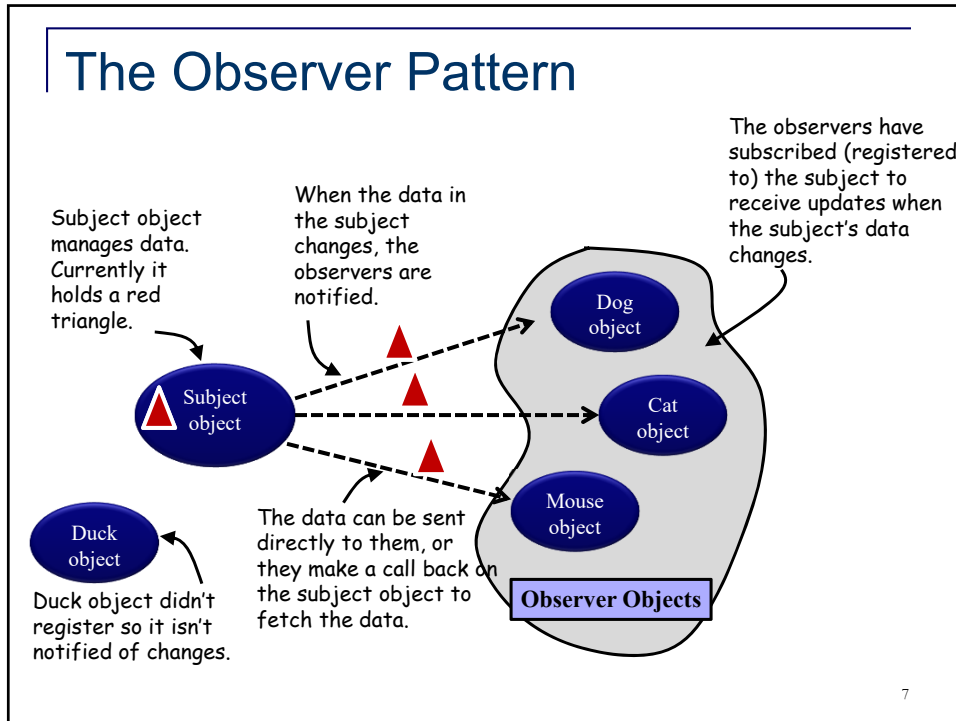 The Observer Pattern
The observers have
subscribed (registered
to) the subject to
receive updates when
the subject's data
changes.
When the data in
the subject
changes, the
observers are
notified.
Subject object
manages data.
Currently it
holds a red
triangle.
Dog
object
Subject
object
Cat
object
Mouse
object
Duck
object
The data can be sent
directly to them, or
they make a call back on
the subject object to
fetch the data.
Observer Objects
Duck object didn't
register so it isn't
notified of changes.
7